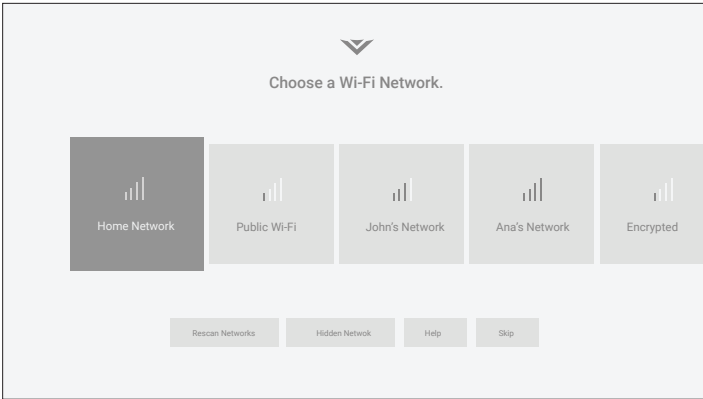 Choose a Wi-Fi Network.
Home Network
Public Wi-Fi
John's Network
Ana's Network
Encrypted
Rescan Networks
Hidden Netwok
Help
Skip